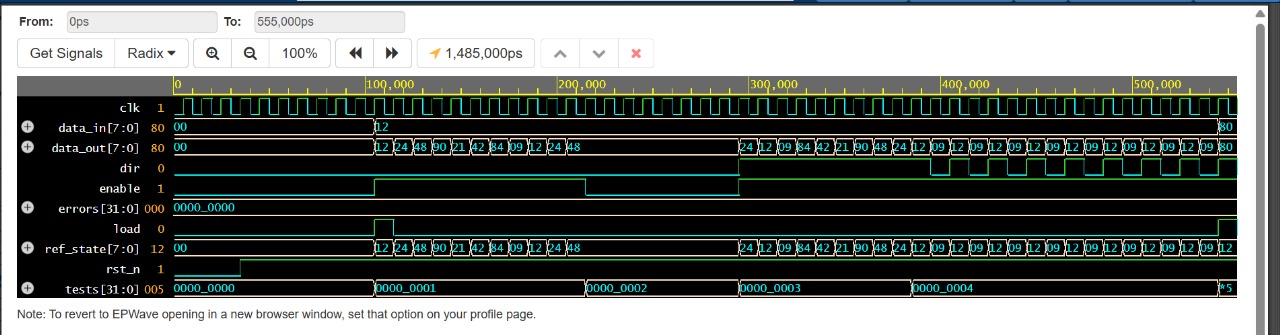 From: 0ps To: 555,000ps
Get Signals Radix 100% 1,485,000ps
0 100,000 200,000 300,000 400,000 500,000
clk 1
data_in[7:0] 80 00 12 80
data_out[7:0] 80 00 12 24 48 90 21 42 84 09 12 24 48 24 12 09 84 42 21 90 48 24 12 09 12 09 12 09 12 09 12 09 12 09 12 09 80
dir 0
enable 1
errors[31:0] 000 0000_0000
load 0
ref_state[7:0] 12 00 12 24 48 90 21 42 84 09 12 24 48 24 12 09 84 42 21 90 48 24 12 09 12 09 12 09 12 09 12 09 12 09 12 09 12
rst_n 1
tests[31:0] 005 0000_0000 0000_0001 0000_0002 0000_0003 0000_0004 *5
Note: To revert to EPWave opening in a new browser window, set that option on your profile page.